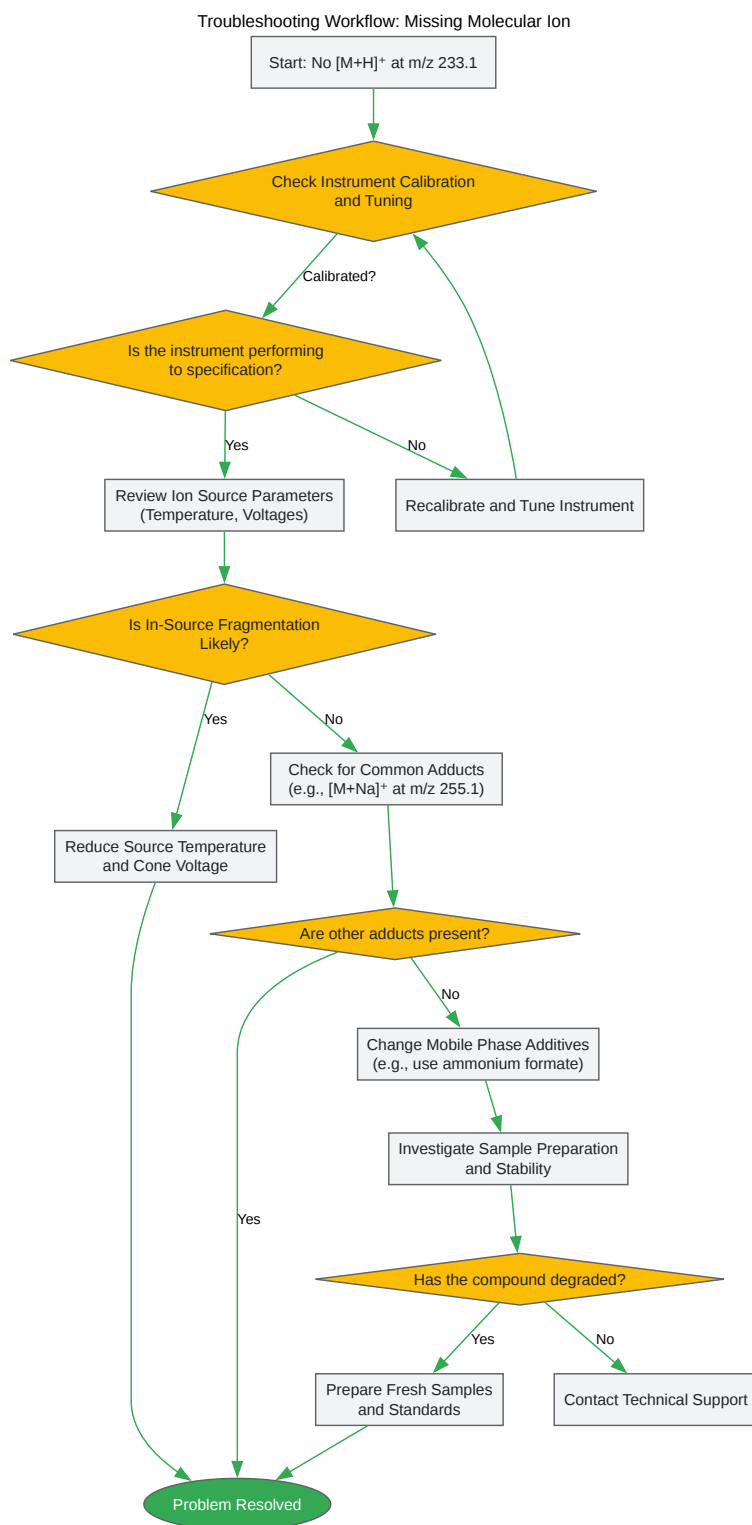 Troubleshooting Workflow: Missing Molecular Ion
Start: No [M+H]⁺ at m/z 233.1
Check Instrument Calibration
and Tuning
Calibrated?
Is the instrument performing
to specification?
Yes
No
Review Ion Source Parameters
(Temperature, Voltages)
Recalibrate and Tune Instrument
Is In-Source Fragmentation
Likely?
Yes
No
Check for Common Adducts
(e.g., [M+Na]⁺ at m/z 255.1)
Reduce Source Temperature
and Cone Voltage
Are other adducts present?
No
Change Mobile Phase Additives
(e.g., use ammonium formate)
Investigate Sample Preparation
and Stability
Yes
Has the compound degraded?
Yes
No
Prepare Fresh Samples
and Standards
Contact Technical Support
Problem Resolved